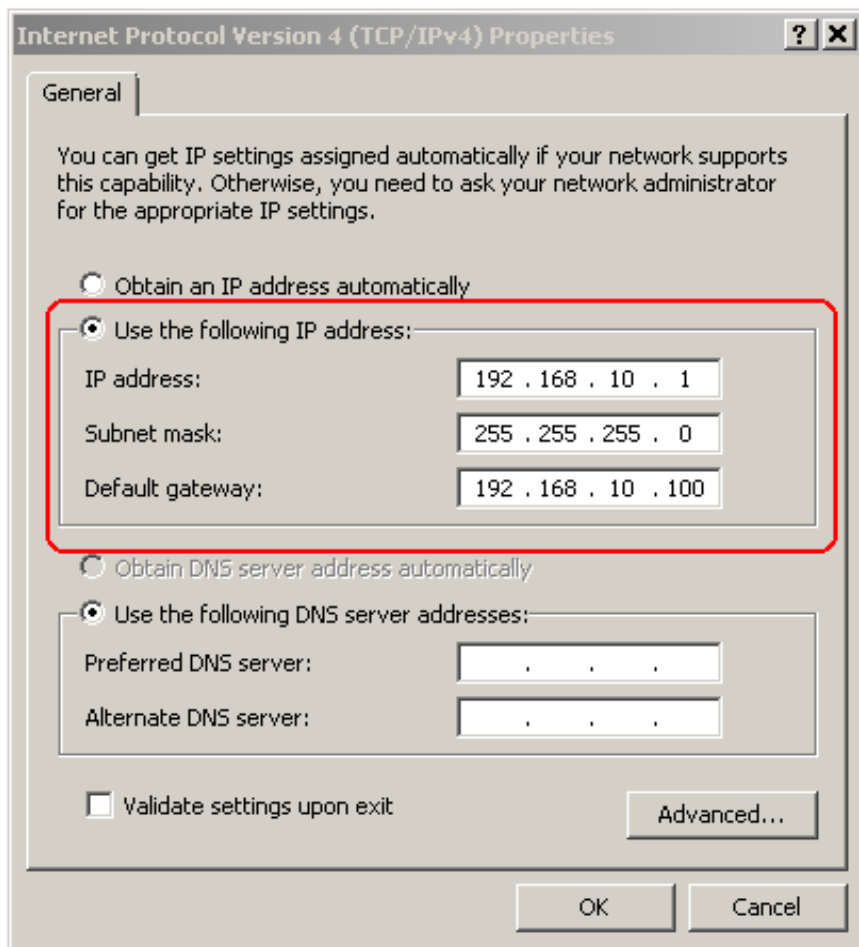 Internet Protocol Version 4 (TCP/IPv4) Properties
General
You can get IP settings assigned automatically if your network supports
this capability. Otherwise, you need to ask your network administrator
for the appropriate IP settings.
Obtain an IP address automatically
Use the following IP address:
IP address: 192 . 168 . 10 . 1
Subnet mask: 255 . 255 . 255 . 0
Default gateway: 192 . 168 . 10 . 100
Obtain DNS server address automatically
Use the following DNS server addresses:
Preferred DNS server: . . .
Alternate DNS server: . . .
Validate settings upon exit
Advanced...
OK Cancel